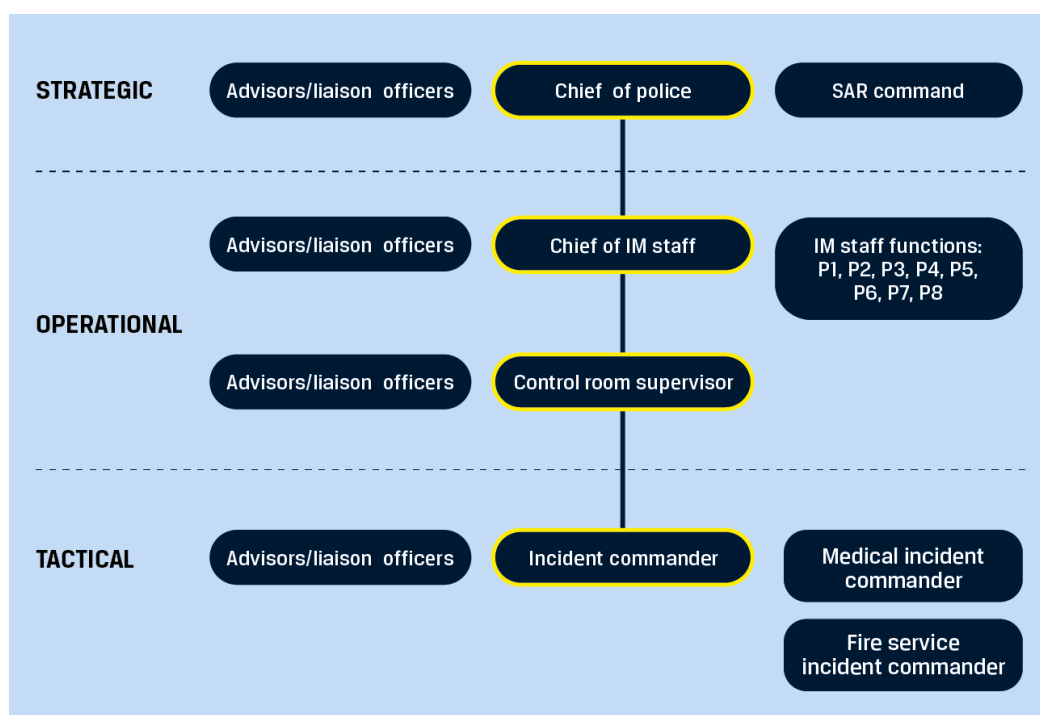 STRATEGIC
Advisors/liaison officers
Chief of police
SAR command
Advisors/liaison officers
Chief of IM staff
IM staff functions:
P1, P2, P3, P4, P5,
P6, P7, P8
OPERATIONAL
Advisors/liaison officers
Control room supervisor
TACTICAL
Advisors/liaison officers
Incident commander
Medical incident
commander
Fire service
incident commander